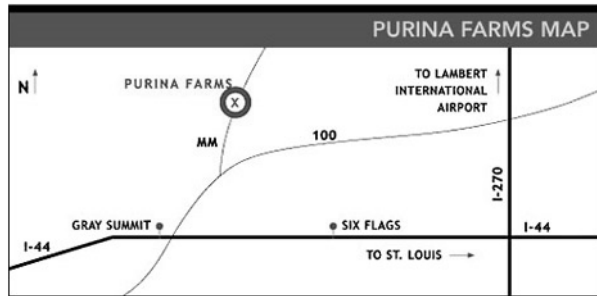 PURINA FARMS MAP
N
PURINA FARMS
X
TO LAMBERT
INTERNATIONAL
AIRPORT
100
MM
I-270
GRAY SUMMIT
SIX FLAGS
I-44
I-44
TO ST. LOUIS